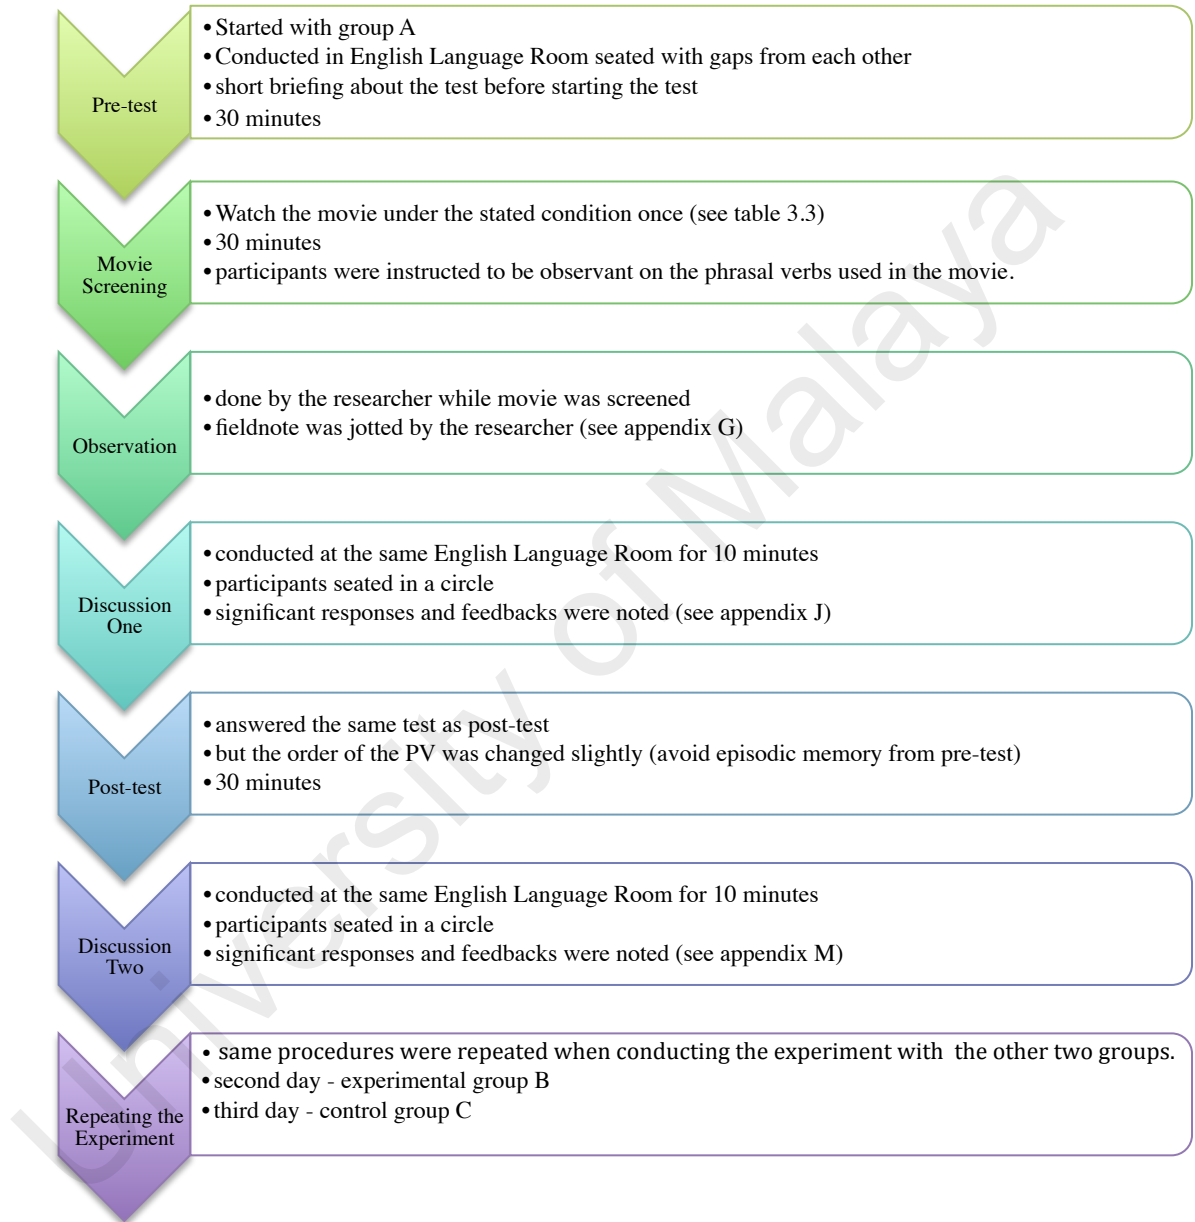 Pre-test
• Started with group A
• Conducted in English Language Room seated with gaps from each other
• short briefing about the test before starting the test
• 30 minutes
Movie
Screening
• Watch the movie under the stated condition once (see table 3.3)
• 30 minutes
• participants were instructed to be observant on the phrasal verbs used in the movie.
Observation
• done by the researcher while movie was screened
• fieldnote was jotted by the researcher (see appendix G)
Discussion
One
• conducted at the same English Language Room for 10 minutes
• participants seated in a circle
• significant responses and feedbacks were noted (see appendix J)
Post-test
• answered the same test as post-test
• but the order of the PV was changed slightly (avoid episodic memory from pre-test)
• 30 minutes
Discussion
Two
• conducted at the same English Language Room for 10 minutes
• participants seated in a circle
• significant responses and feedbacks were noted (see appendix M)
Repeating the
Experiment
• same procedures were repeated when conducting the experiment with the other two groups.
• second day - experimental group B
• third day - control group C
University of Malaya